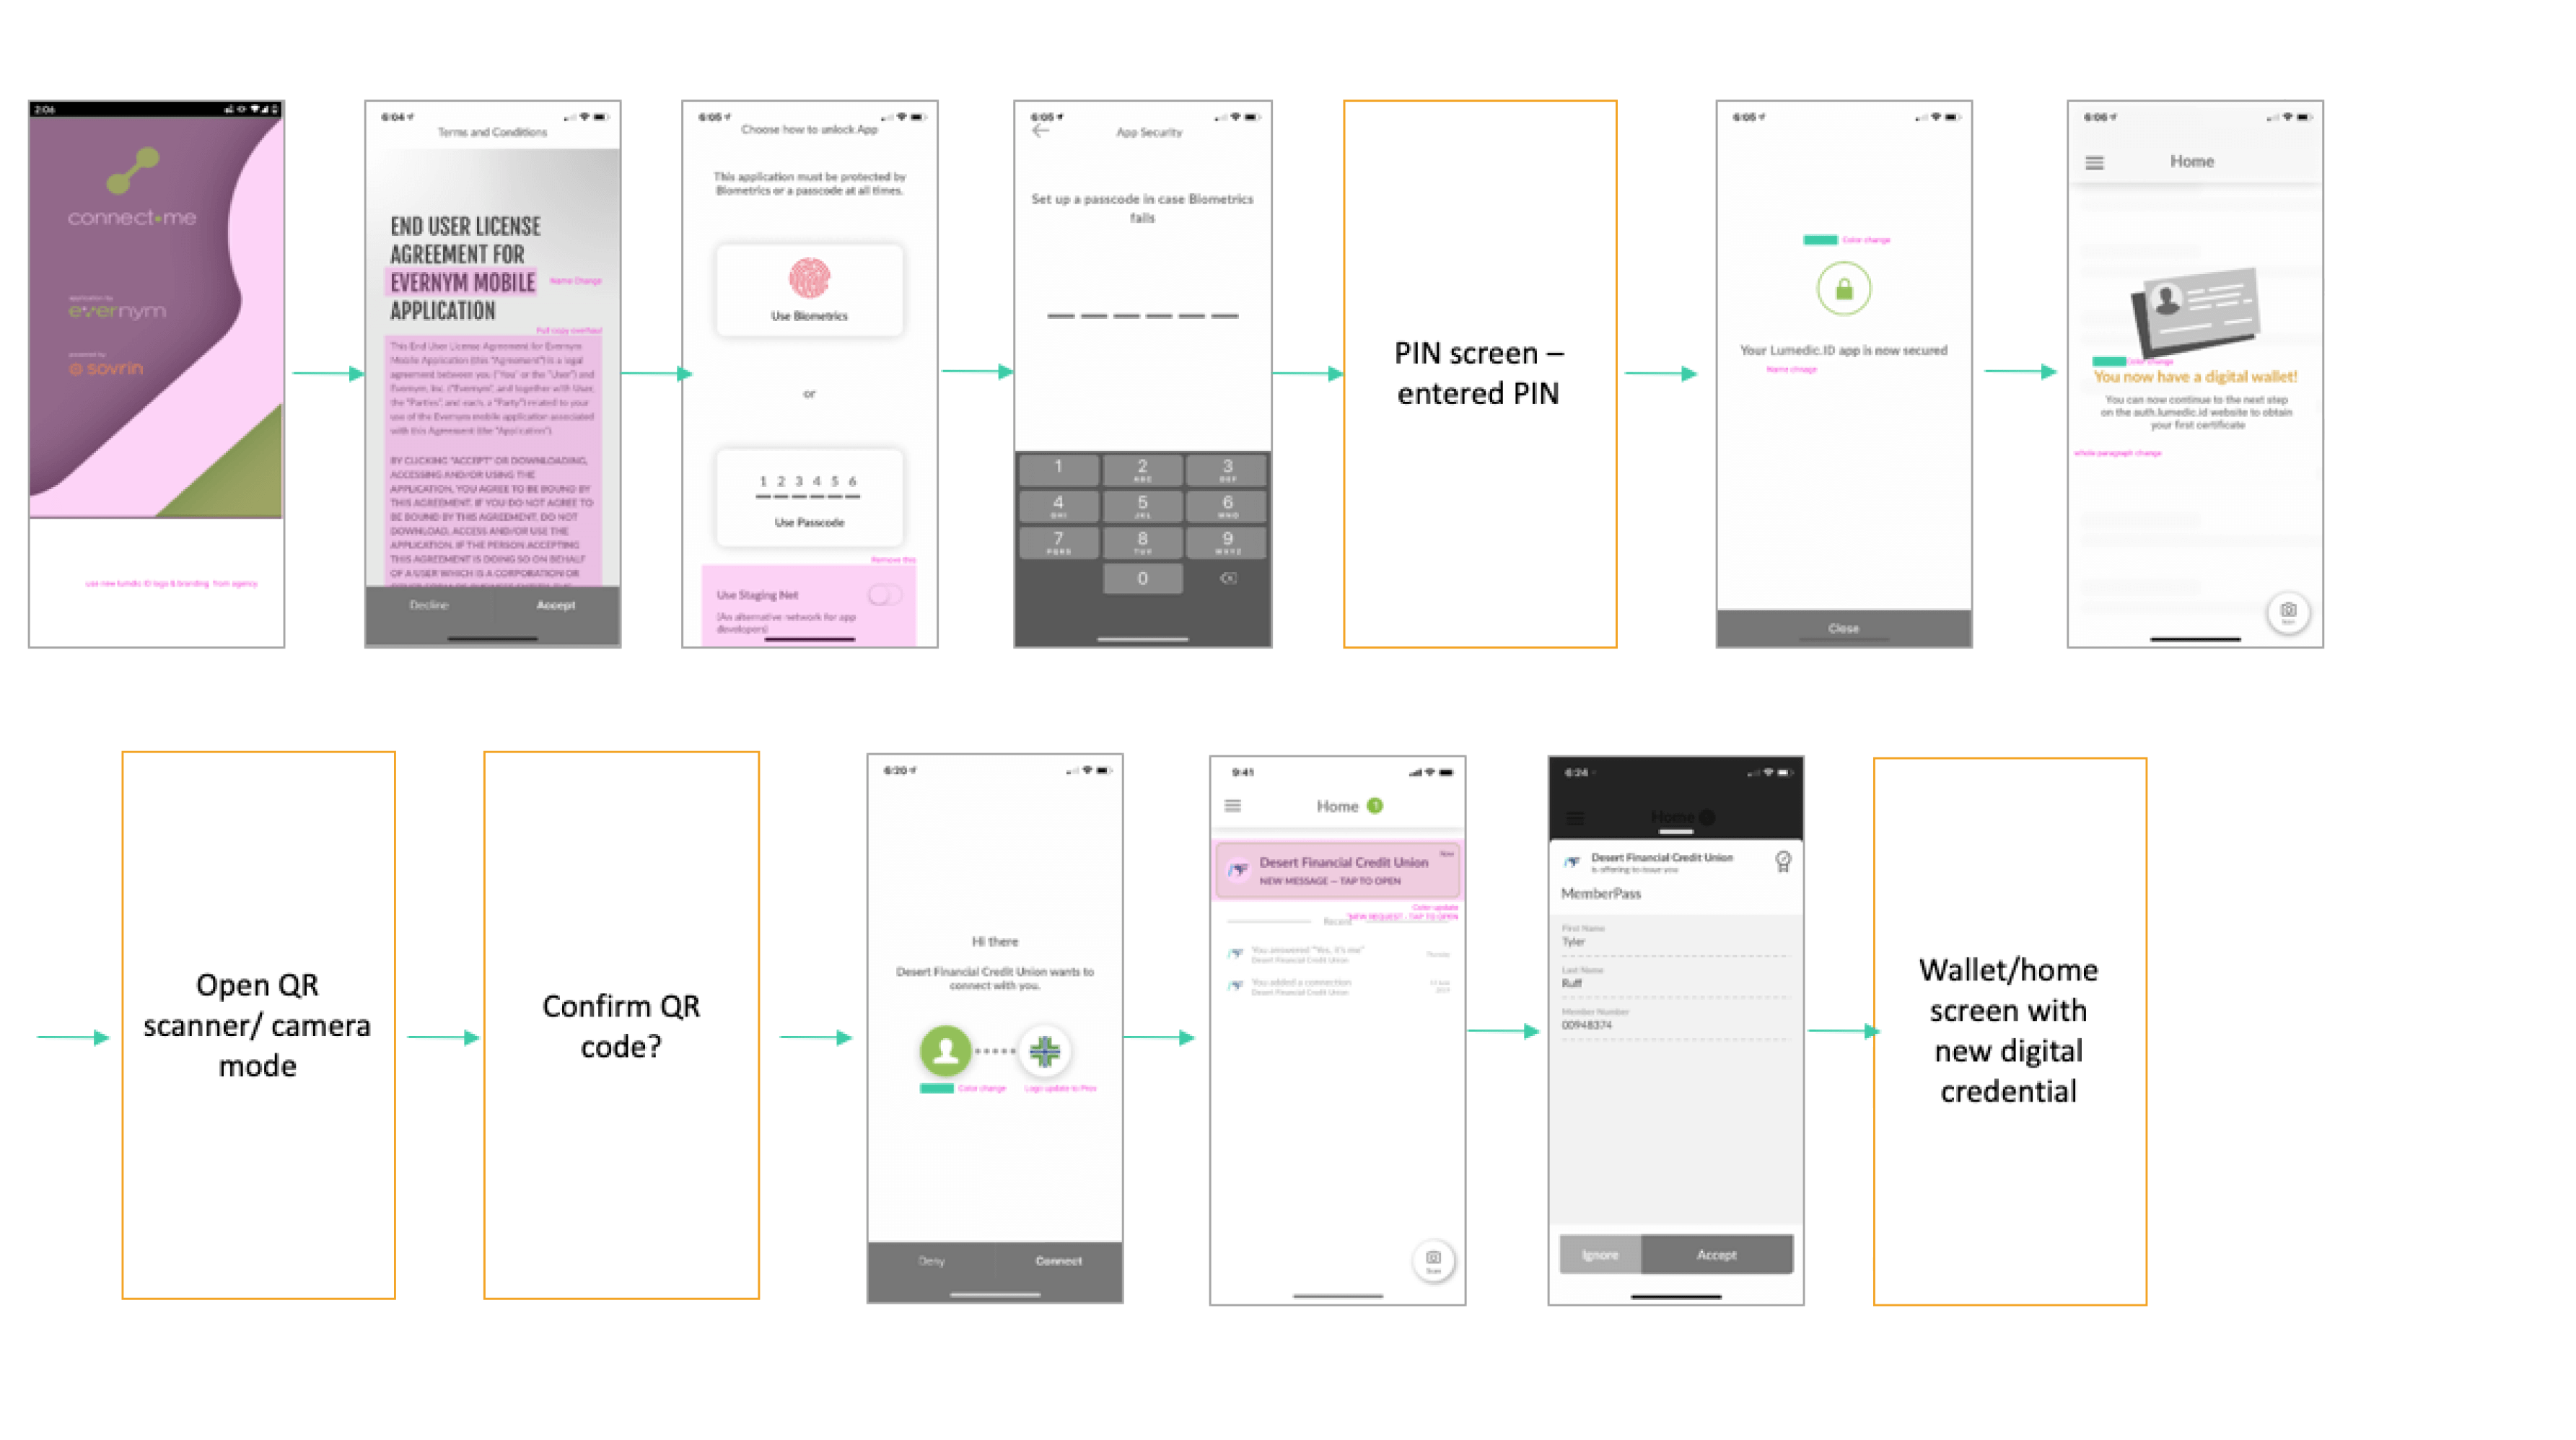 2:06
connect•me
application by
evernym
powered by
sovrin
use new lumdic ID logo & branding from agency
6:04
Terms and Conditions
END USER LICENSE
AGREEMENT FOR
EVERNYM MOBILE
Name Change
APPLICATION
Full copy overhaul
This End User License Agreement for Evernym
Mobile Application (this "Agreement") is a legal
agreement between you ("You" or the "User") and
Evernym, Inc. ("Evernym", and together with User,
the "Parties", and each, a "Party") related to your
use of the Evernym mobile application associated
with this Agreement (the "Application").
BY CLICKING "ACCEPT" OR DOWNLOADING,
ACCESSING AND/OR USING THE
APPLICATION, YOU AGREE TO BE BOUND BY
THIS AGREEMENT. IF YOU DO NOT AGREE TO
BE BOUND BY THIS AGREEMENT, DO NOT
DOWNLOAD, ACCESS AND/OR USE THE
APPLICATION. IF THE PERSON ACCEPTING
THIS AGREEMENT IS DOING SO ON BEHALF
OF A USER WHICH IS A CORPORATION OR
Decline Accept
6:05
Choose how to unlock App
This application must be protected by
Biometrics or a passcode at all times.
Use Biometrics
or
1 2 3 4 5 6
Use Passcode
Remove this
Use Staging Net
(An alternative network for app
developers)
6:05
App Security
Set up a passcode in case Biometrics
fails
1 2 3
ABC DEF
4 5 6
GHI JKL MNO
7 8 9
PQRS TUV WXYZ
0
PIN screen –
entered PIN
6:05
Color change
Your Lumedic.ID app is now secured
Name chnage
Close
6:06
Home
Color change
You now have a digital wallet!
You can now continue to the next step
on the auth.lumedic.id website to obtain
your first certificate
whole paragraph change
Scan
Open QR
scanner/ camera
mode
Confirm QR
code?
6:20
Hi there
Desert Financial Credit Union wants to
connect with you.
Color change Logo update to Prov
Deny Connect
9:41
Home 1
Desert Financial Credit Union Now
NEW MESSAGE – TAP TO OPEN
Color update
"NEW REQUEST - TAP TO OPEN
Recent
You answered "Yes, it's me"
Desert Financial Credit Union
You added a connection
Desert Financial Credit Union
2019
Scan
6:24
Home
Desert Financial Credit Union
is offering to issue you
MemberPass
First Name
Tyler
Last Name
Ruff
Member Number
00948374
Ignore Accept
Wallet/home
screen with
new digital
credential